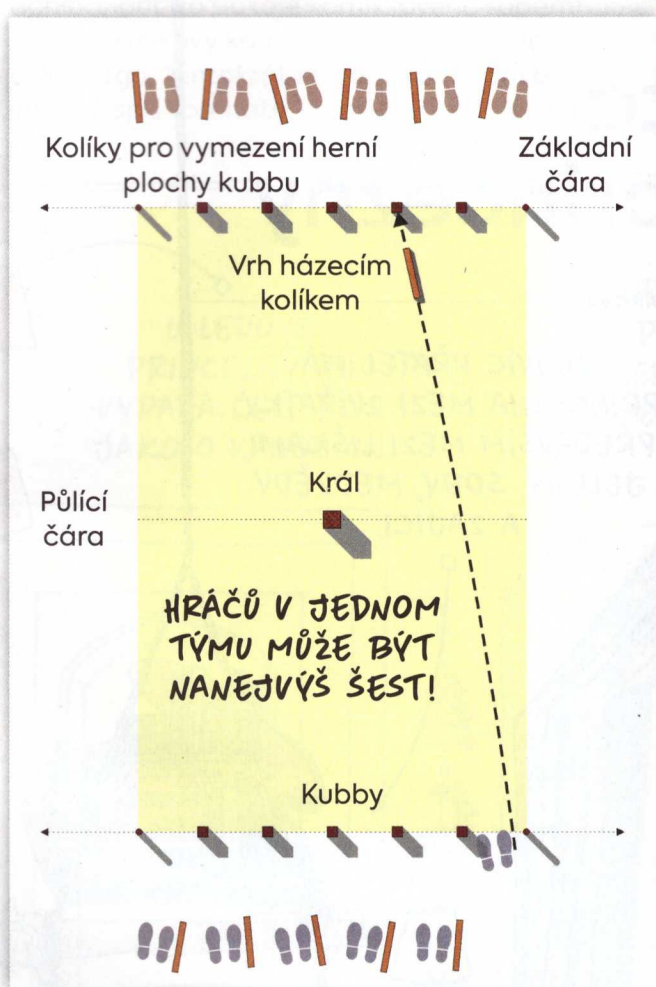 Kolíky pro vymezení herní
plochy kubbu
Základní
čára
Vrh házecím
kolíkem
Král
Půlící
čára
HRÁČŮ V JEDNOM
TÝMU MŮŽE BÝT
NANEJVÝŠ ŠEST!
Kubby